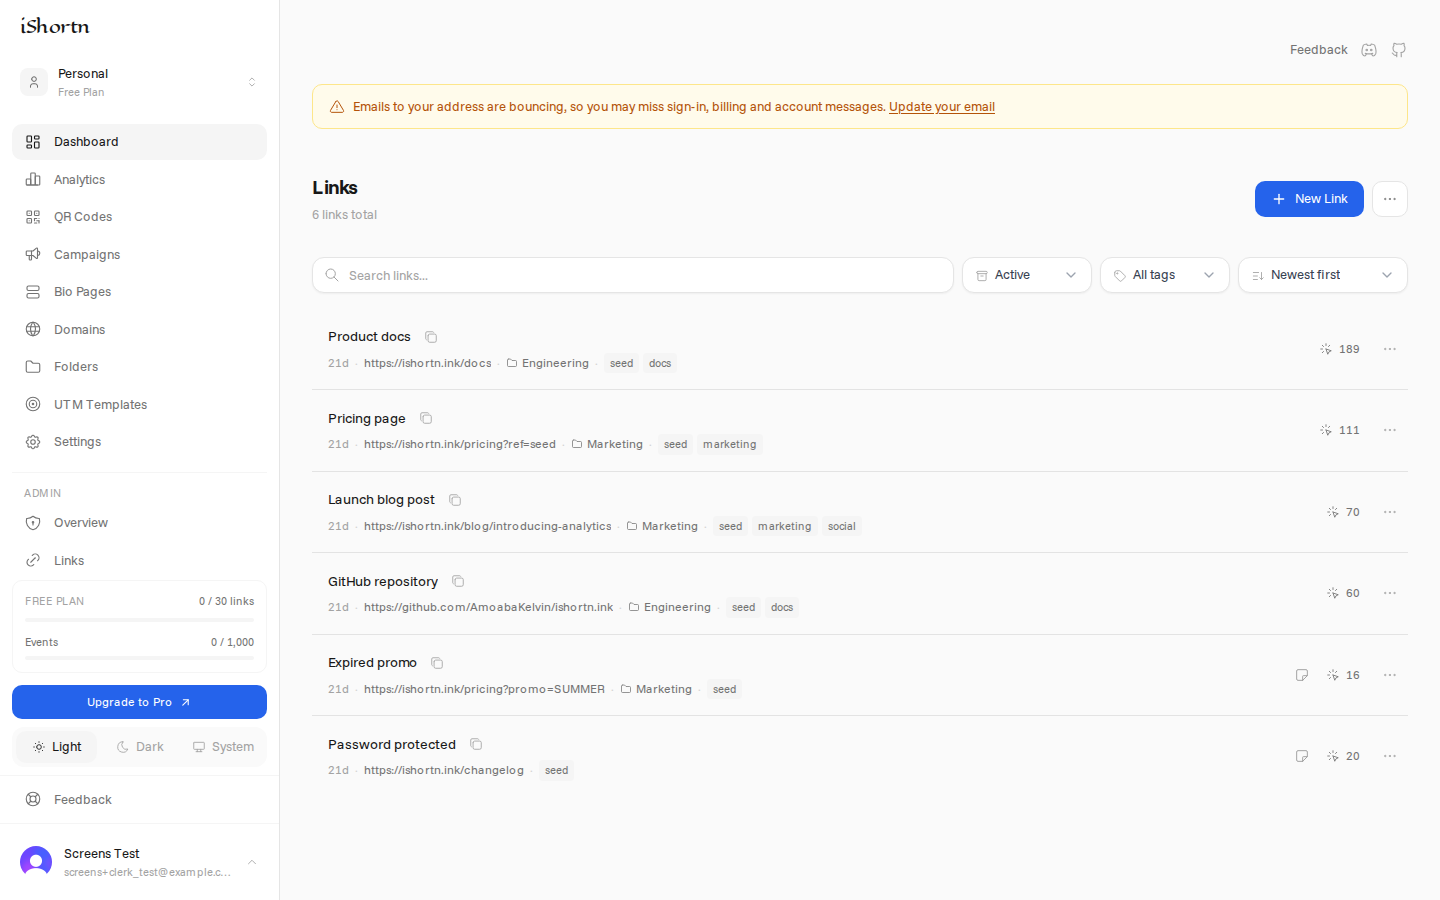 iShortn
Personal
Free Plan
Dashboard
Analytics
QR Codes
Campaigns
Bio Pages
Domains
Folders
UTM Templates
Settings
ADMIN
Overview
Links
FREE PLAN 0 / 30 links
Events 0 / 1,000
Upgrade to Pro
Light Dark System
Feedback
Screens Test
screens+clerk_test@example.c...
Feedback
Emails to your address are bouncing, so you may miss sign-in, billing and account messages. Update your email
Links
6 links total
New Link
Search links...
Active
All tags
Newest first
Product docs
21d · https://ishortn.ink/docs · Engineering · seed docs
189
Pricing page
21d · https://ishortn.ink/pricing?ref=seed · Marketing · seed marketing
111
Launch blog post
21d · https://ishortn.ink/blog/introducing-analytics · Marketing · seed marketing social
70
GitHub repository
21d · https://github.com/AmoabaKelvin/ishortn.ink · Engineering · seed docs
60
Expired promo
21d · https://ishortn.ink/pricing?promo=SUMMER · Marketing · seed
16
Password protected
21d · https://ishortn.ink/changelog · seed
20